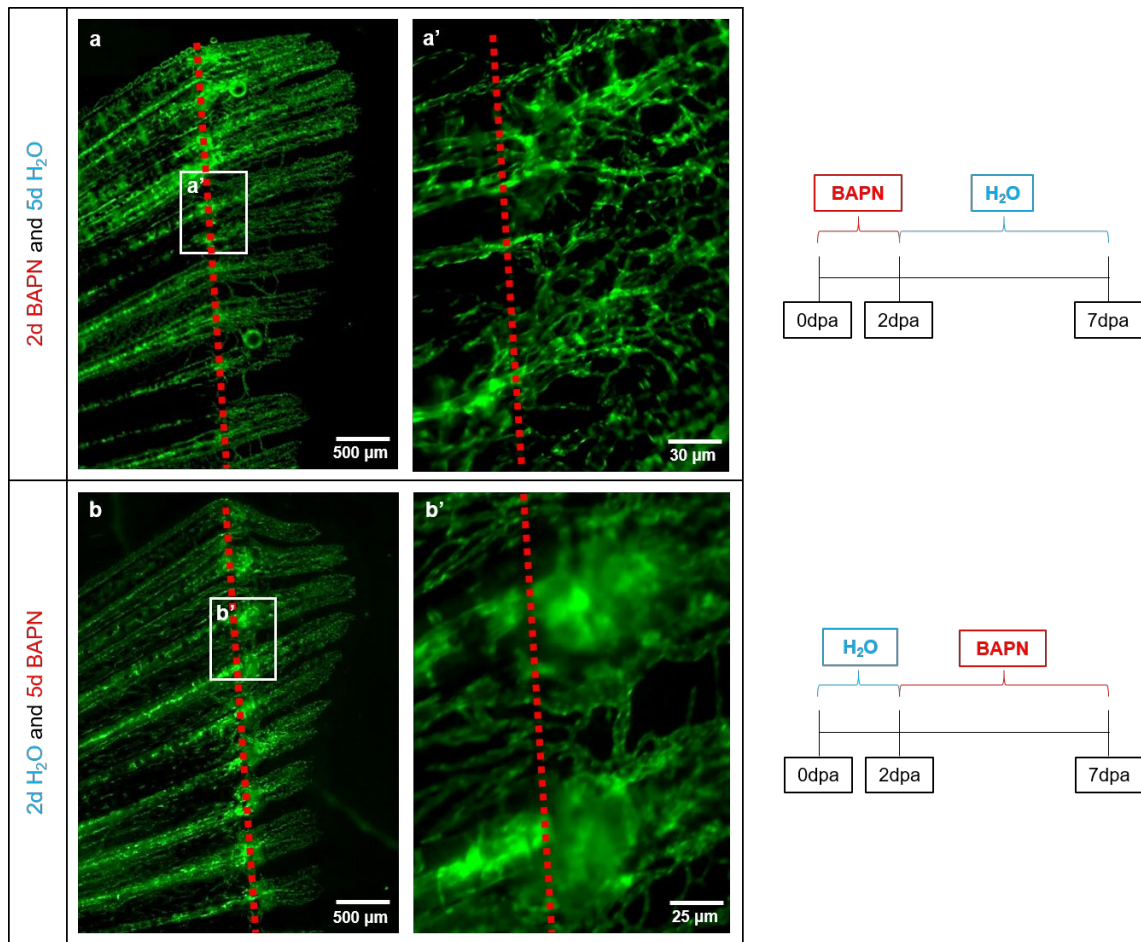 2d BAPN and 5d H₂O
a
a'
a'
500 µm
30 µm
BAPN
H₂O
0dpa
2dpa
7dpa
2d H₂O and 5d BAPN
b
b'
b'
500 µm
25 µm
H₂O
BAPN
0dpa
2dpa
7dpa